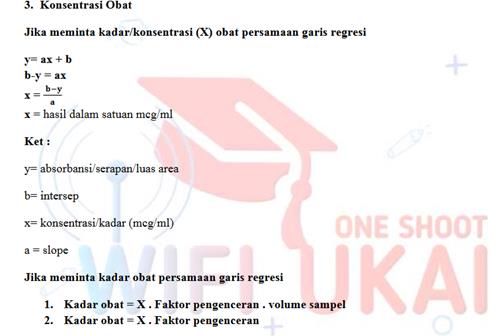 3. Konsentrasi Obat
Jika meminta kadar/konsentrasi (X) obat persamaan garis regresi
y= ax + b
b-y = ax
x = b−y/a
x = hasil dalam satuan mcg/ml
Ket :
y= absorbansi/serapan/luas area
b= intersep
x= konsentrasi/kadar (mcg/ml)
ONE SHOOT
a = slope
WIFI UKAI
Jika meminta kadar obat persamaan garis regresi
1. Kadar obat = X . Faktor pengenceran . volume sampel
2. Kadar obat = X . Faktor pengenceran